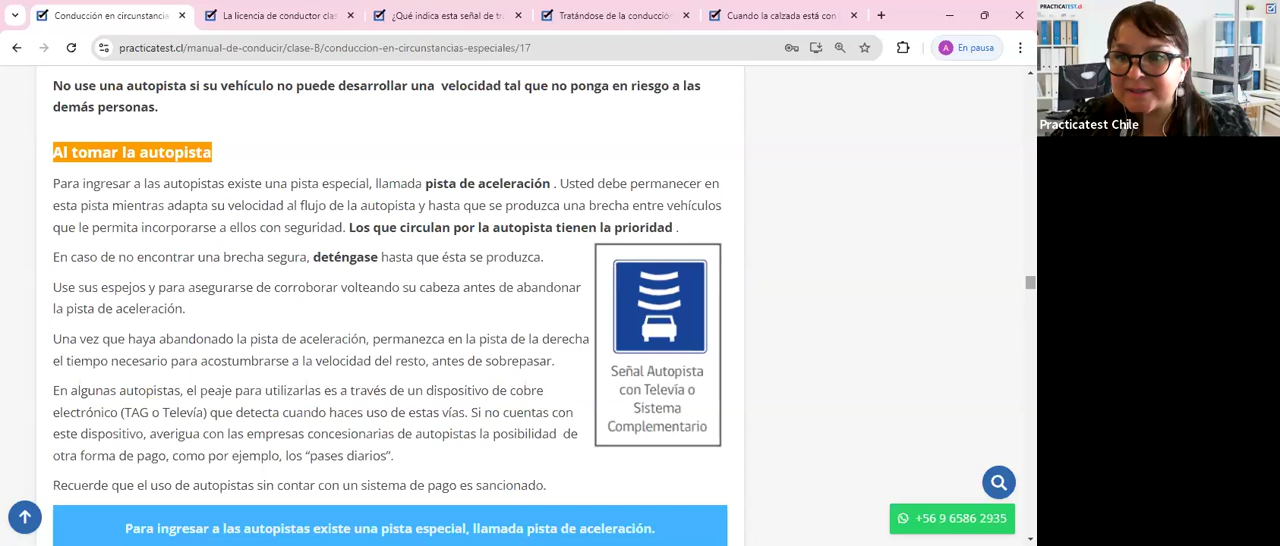 Conducción en circunstancia
La licencia de conductor clas
¿Qué indica esta señal de trá
Tratándose de la conducción
Cuando la calzada está con
practicatest.cl/manual-de-conducir/clase-B/conduccion-en-circunstancias-especiales/17
A En pausa
PRACTICATEST.cl
Practicatest Chile
No use una autopista si su vehículo no puede desarrollar una velocidad tal que no ponga en riesgo a las
demás personas.
Al tomar la autopista
Para ingresar a las autopistas existe una pista especial, llamada pista de aceleración . Usted debe permanecer en
esta pista mientras adapta su velocidad al flujo de la autopista y hasta que se produzca una brecha entre vehículos
que le permita incorporarse a ellos con seguridad. Los que circulan por la autopista tienen la prioridad .
En caso de no encontrar una brecha segura, deténgase hasta que ésta se produzca.
Use sus espejos y para asegurarse de corroborar volteando su cabeza antes de abandonar
la pista de aceleración.
Una vez que haya abandonado la pista de aceleración, permanezca en la pista de la derecha
el tiempo necesario para acostumbrarse a la velocidad del resto, antes de sobrepasar.
En algunas autopistas, el peaje para utilizarlas es a través de un dispositivo de cobre
electrónico (TAG o Televía) que detecta cuando haces uso de estas vías. Si no cuentas con
este dispositivo, averigua con las empresas concesionarias de autopistas la posibilidad de
otra forma de pago, como por ejemplo, los “pases diarios”.
Recuerde que el uso de autopistas sin contar con un sistema de pago es sancionado.
Señal Autopista
con Televía o
Sistema
Complementario
Para ingresar a las autopistas existe una pista especial, llamada pista de aceleración.
+56 9 6586 2935